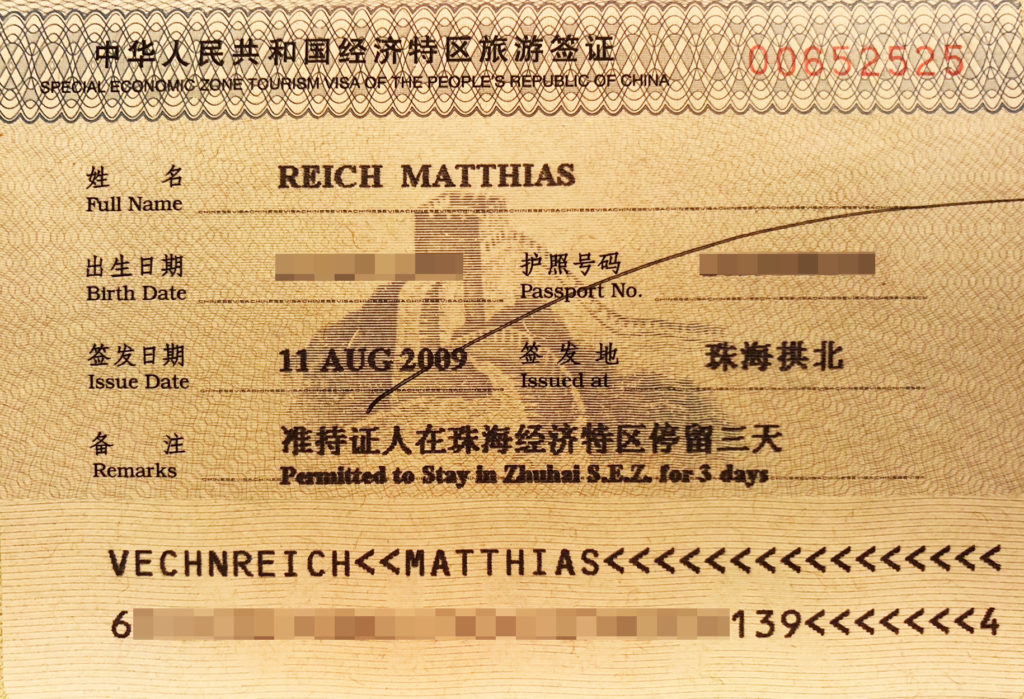 中华人民共和国经济特区旅游签证
SPECIAL ECONOMIC ZONE TOURISM VISA OF THE PEOPLE'S REPUBLIC OF CHINA
00652525
姓 名 REICH MATTHIAS
Full Name
出生日期 护照号码
Birth Date Passport No.
签发日期 11 AUG 2009 签发地 珠海拱北
Issue Date Issued at
备 注 准持证人在珠海经济特区停留三天
Remarks Permitted to Stay in Zhuhai S.E.Z. for 3 days
VECHNREICH<<MATTHIAS<<<<<<<<<<<<<<<<<
6 139<<<<<<<<4